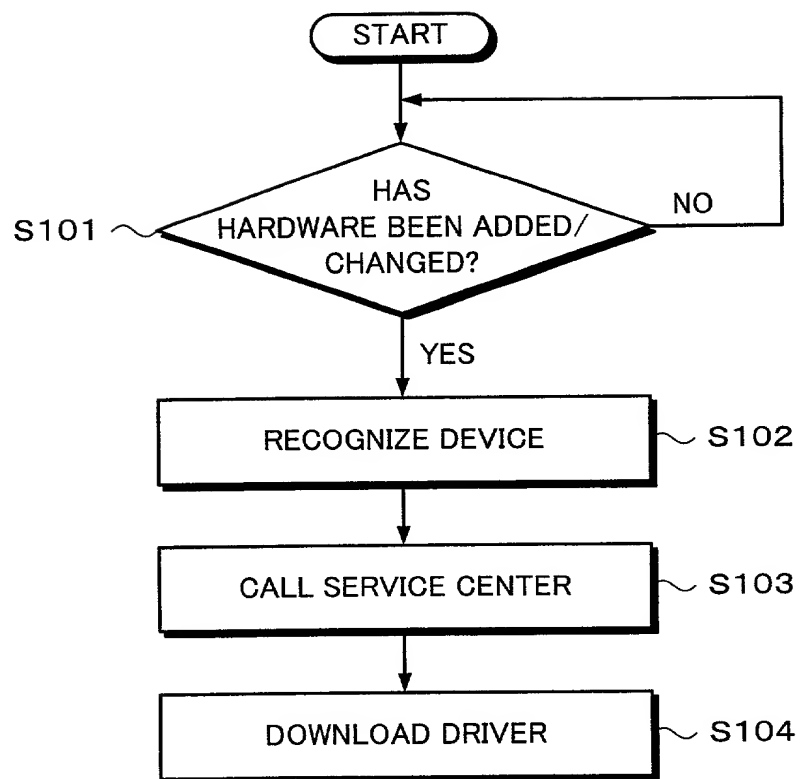 START
HAS
HARDWARE BEEN ADDED/
CHANGED?
S101
NO
YES
RECOGNIZE DEVICE
S102
CALL SERVICE CENTER
S103
DOWNLOAD DRIVER
S104